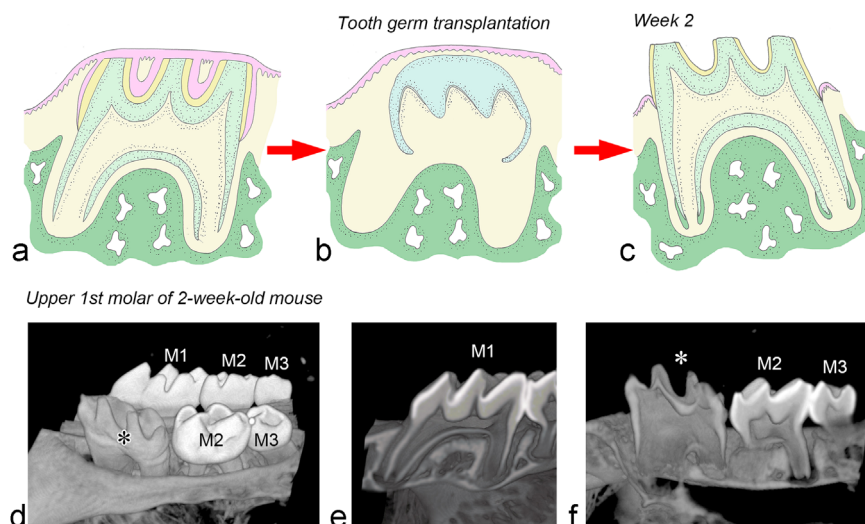 Tooth germ transplantation
Week 2
a
b
c
Upper 1st molar of 2-week-old mouse
M1
M2
M3
*
M2
M3
d
M1
e
*
M2
M3
f